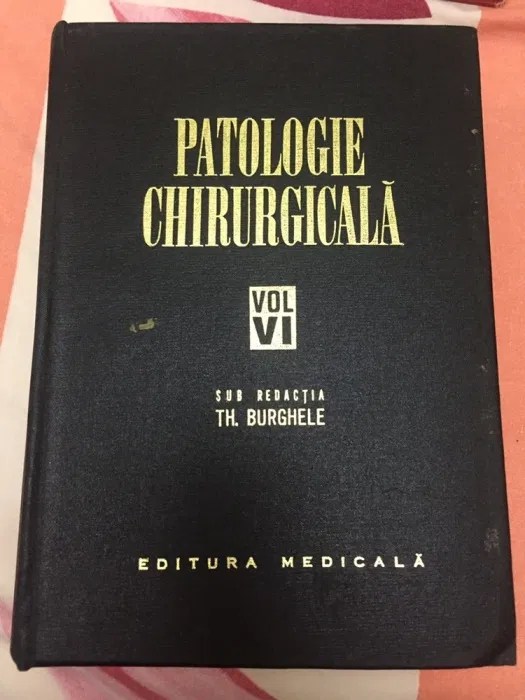 PATOLOGIE
CHIRURGICALĂ
VOL
VI
SUB REDACȚIA
TH. BURGHELE
EDITURA MEDICALĂ